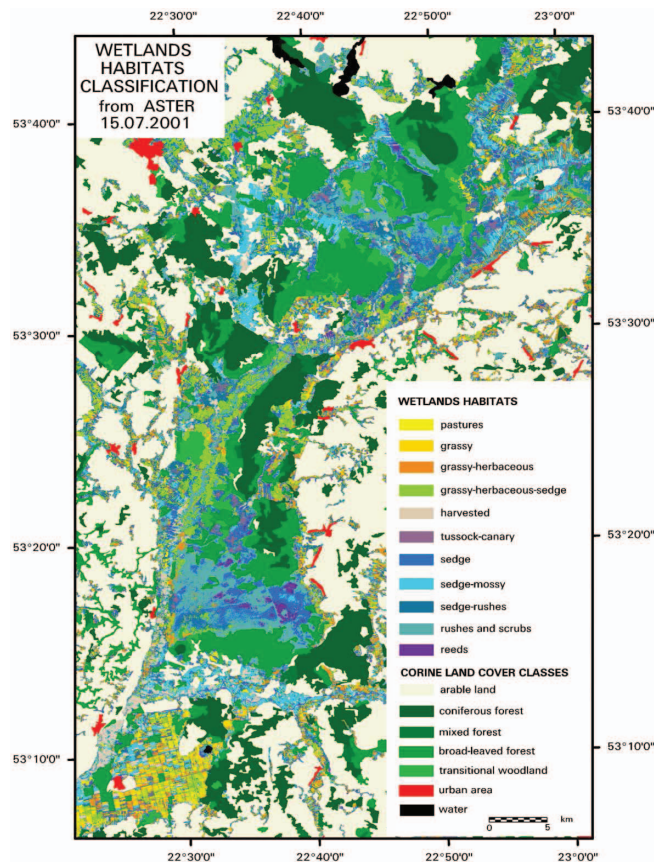 22°30'0"
22°40'0"
22°50'0"
23°0'0"
WETLANDS
HABITATS
CLASSIFICATION
from ASTER
15.07.2001
53°40'0"
53°40'0"
53°30'0"
53°30'0"
WETLANDS HABITATS
pastures
grassy
grassy-herbaceous
grassy-herbaceous-sedge
harvested
tussock-canary
53°20'0"
53°20'0"
sedge
sedge-mossy
sedge-rushes
rushes and scrubs
reeds
CORINE LAND COVER CLASSES
arable land
coniferous forest
mixed forest
53°10'0"
53°10'0"
broad-leaved forest
transitional woodland
urban area
water
km
0 5
22°30'0"
22°40'0"
22°50'0"
23°0'0"